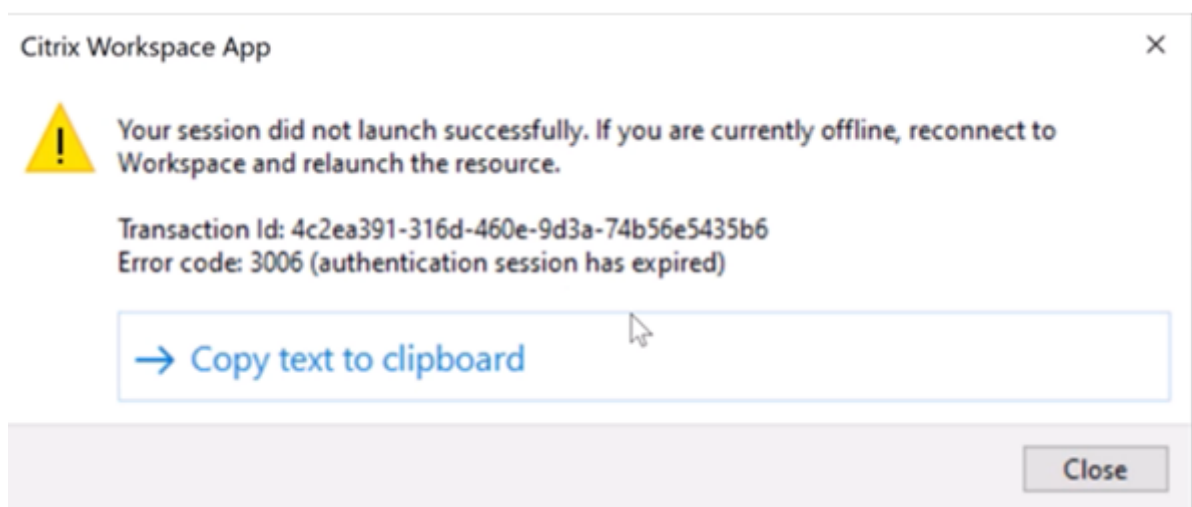 Citrix Workspace App
Your session did not launch successfully. If you are currently offline, reconnect to
Workspace and relaunch the resource.
Transaction Id: 4c2ea391-316d-460e-9d3a-74b56e5435b6
Error code: 3006 (authentication session has expired)
→ Copy text to clipboard
Close